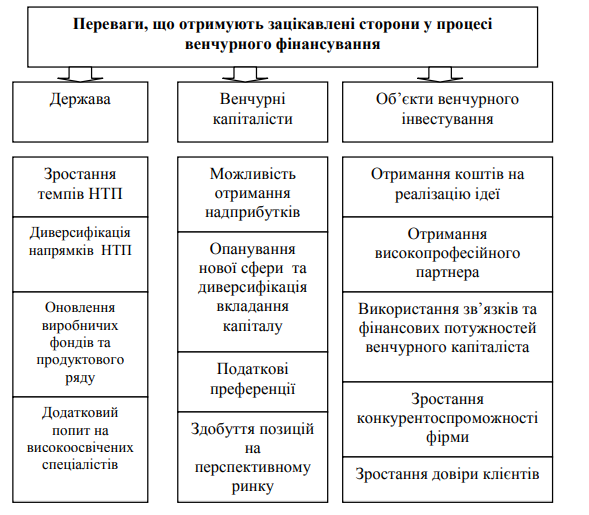 Переваги, що отримують зацікавлені сторони у процесі
венчурного фінансування
Держава
Венчурні
капіталісти
Об’єкти венчурного
інвестування
Зростання
темпів НТП
Диверсифікація
напрямків НТП
Оновлення
виробничих
фондів та
продуктового
ряду
Додатковий
попит на
високоосвічених
спеціалістів
Можливість
отримання
надприбутків
Опанування
нової сфери та
диверсифікація
вкладання
капіталу
Податкові
преференції
Здобуття позицій
на
перспективному
ринку
Отримання коштів на
реалізацію ідеї
Отримання
високопрофесійного
партнера
Використання зв’язків та
фінансових потужностей
венчурного капіталіста
Зростання
конкурентоспроможності
фірми
Зростання довіри клієнтів